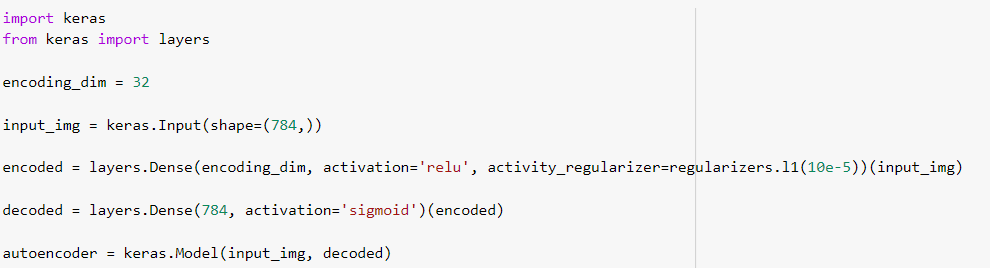 import keras
from keras import layers
encoding_dim = 32
input_img = keras.Input(shape=(784,))
encoded = layers.Dense(encoding_dim, activation='relu', activity_regularizer=regularizers.l1(10e-5))(input_img)
decoded = layers.Dense(784, activation='sigmoid')(encoded)
autoencoder = keras.Model(input_img, decoded)